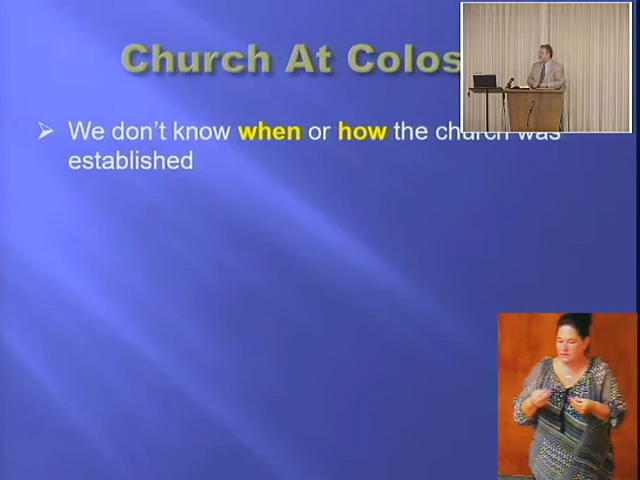 Church At Colos
We don't know when or how the church was
established